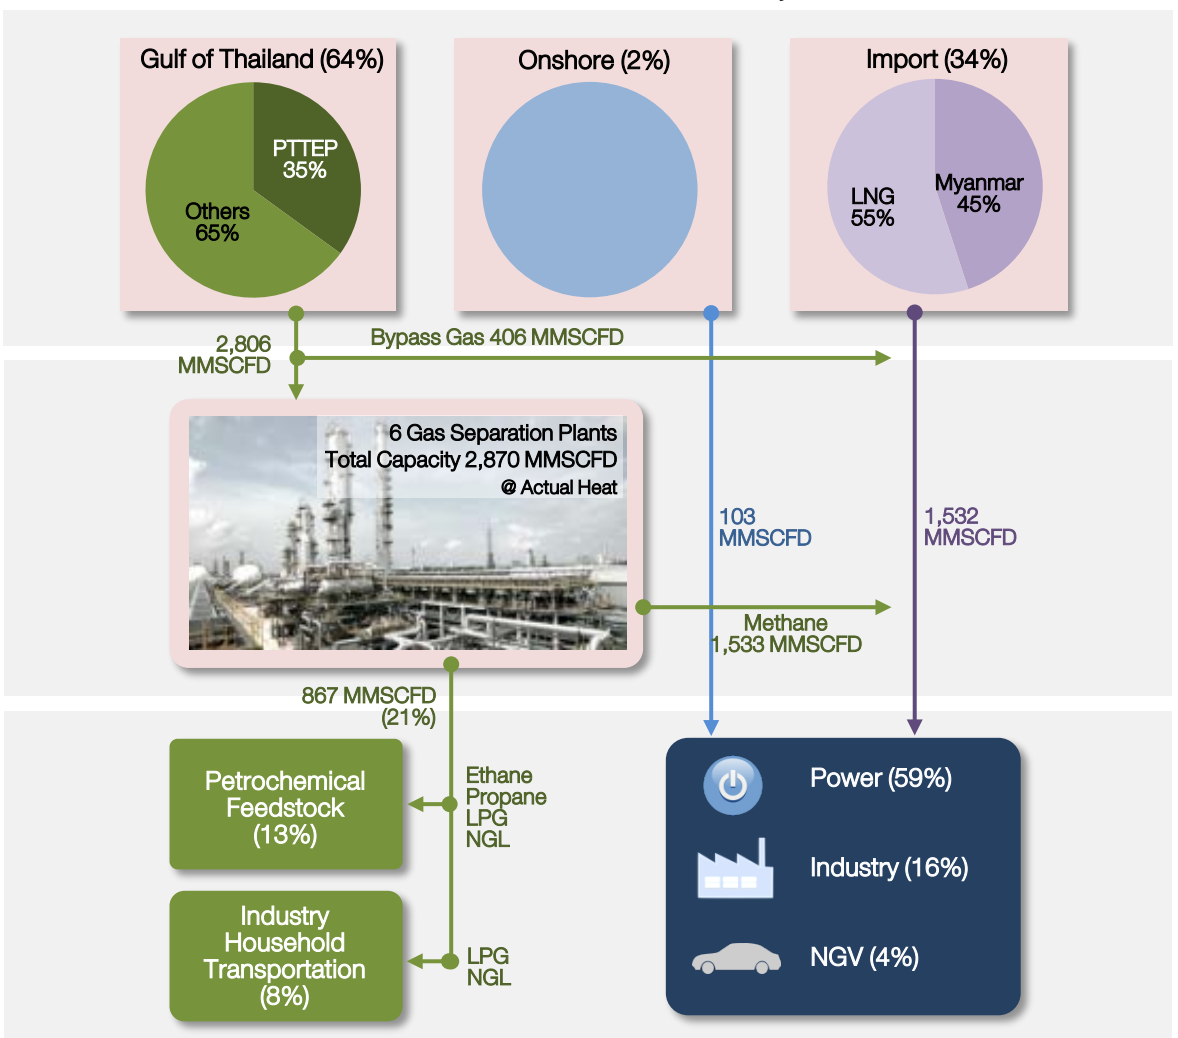 Gulf of Thailand (64%)
PTTEP
35%
Others
65%
Onshore (2%)
Import (34%)
LNG
55%
Myanmar
45%
2,806
MMSCFD
Bypass Gas 406 MMSCFD
6 Gas Separation Plants
Total Capacity 2,870 MMSCFD
@ Actual Heat
103
MMSCFD
1,532
MMSCFD
Methane
1,533 MMSCFD
867 MMSCFD
(21%)
Petrochemical
Feedstock
(13%)
Ethane
Propane
LPG
NGL
Industry
Household
Transportation
(8%)
LPG
NGL
Power (59%)
Industry (16%)
NGV (4%)